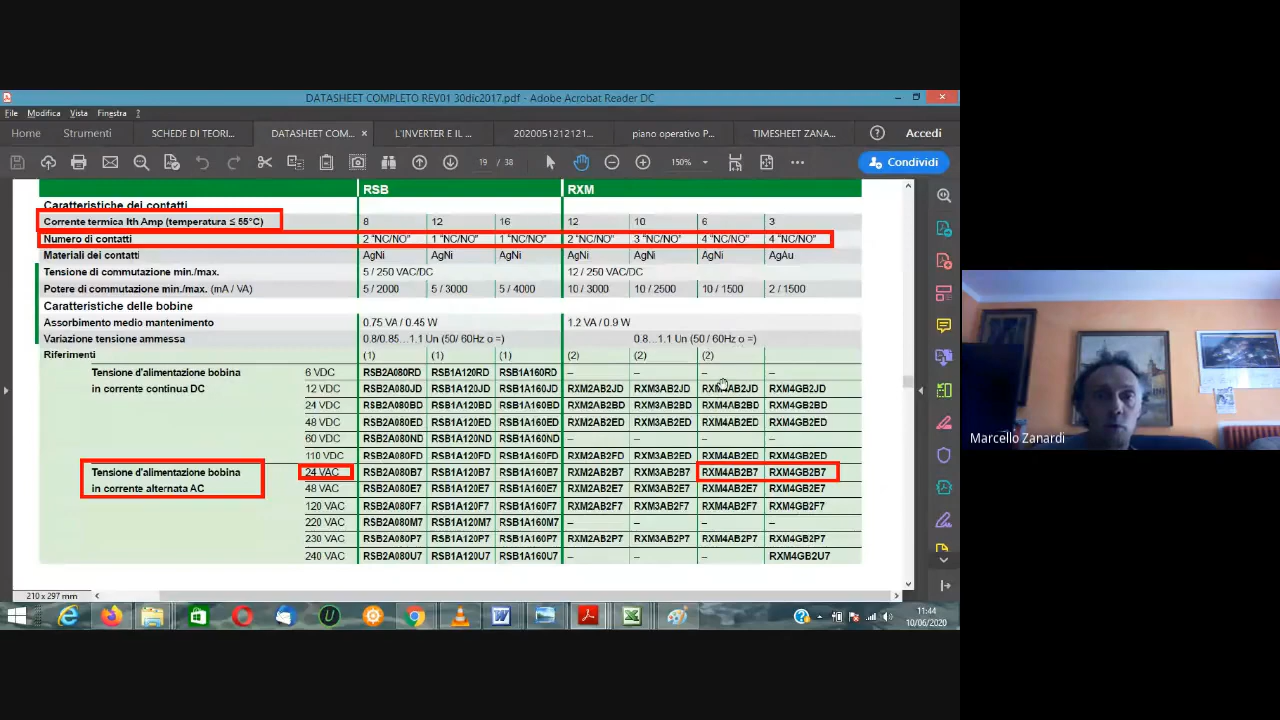 DATASHEET COMPLETO REV01 30dic2017.pdf - Adobe Acrobat Reader DC
File Modifica Vista Finestra ?
Home Strumenti SCHEDE DI TEORI... DATASHEET COM... × L'INVERTER E IL ... 2020051212121... piano operativo P... TIMESHEET ZANA... Accedi
19 / 38 150% Condividi
RSB RXM
Caratteristiche dei contatti
Corrente termica Ith Amp (temperatura ≤ 55°C) 8 12 16 12 10 6 3
Numero di contatti 2 "NC/NO" 1 "NC/NO" 1 "NC/NO" 2 "NC/NO" 3 "NC/NO" 4 "NC/NO" 4 "NC/NO"
Materiali dei contatti AgNi AgNi AgNi AgNi AgNi AgNi AgAu
Tensione di commutazione min./max. 5 / 250 VAC/DC 12 / 250 VAC/DC
Potere di commutazione min./max. (mA / VA) 5 / 2000 5 / 3000 5 / 4000 10 / 3000 10 / 2500 10 / 1500 2 / 1500
Caratteristiche delle bobine
Assorbimento medio mantenimento 0.75 VA / 0.45 W 1.2 VA / 0.9 W
Variazione tensione ammessa 0.8/0.85…1.1 Un (50/ 60Hz o =) 0.8…1.1 Un (50 / 60Hz o =)
Riferimenti (1) (1) (1) (2) (2) (2)
Tensione d'alimentazione bobina 6 VDC RSB2A080RD RSB1A120RD RSB1A160RD – – – –
in corrente continua DC 12 VDC RSB2A080JD RSB1A120JD RSB1A160JD RXM2AB2JD RXM3AB2JD RXM4AB2JD RXM4GB2JD
24 VDC RSB2A080BD RSB1A120BD RSB1A160BD RXM2AB2BD RXM3AB2BD RXM4AB2BD RXM4GB2BD
48 VDC RSB2A080ED RSB1A120ED RSB1A160ED RXM2AB2ED RXM3AB2ED RXM4AB2ED RXM4GB2ED
60 VDC RSB2A080ND RSB1A120ND RSB1A160ND – – – –
110 VDC RSB2A080FD RSB1A120FD RSB1A160FD RXM2AB2FD RXM3AB2FD RXM4AB2FD RXM4GB2FD
Tensione d'alimentazione bobina 24 VAC RSB2A080B7 RSB1A120B7 RSB1A160B7 RXM2AB2B7 RXM3AB2B7 RXM4AB2B7 RXM4GB2B7
in corrente alternata AC 48 VAC RSB2A080E7 RSB1A120E7 RSB1A160E7 RXM2AB2E7 RXM3AB2E7 RXM4AB2E7 RXM4GB2E7
120 VAC RSB2A080F7 RSB1A120F7 RSB1A160F7 RXM2AB2F7 RXM3AB2F7 RXM4AB2F7 RXM4GB2F7
220 VAC RSB2A080M7 RSB1A120M7 RSB1A160M7 – – – –
230 VAC RSB2A080P7 RSB1A120P7 RSB1A160P7 RXM2AB2P7 RXM3AB2P7 RXM4AB2P7 RXM4GB2P7
240 VAC RSB2A080U7 RSB1A120U7 RSB1A160U7 – – – RXM4GB2U7
210 x 297 mm
11:44
10/06/2020
Marcello Zanardi